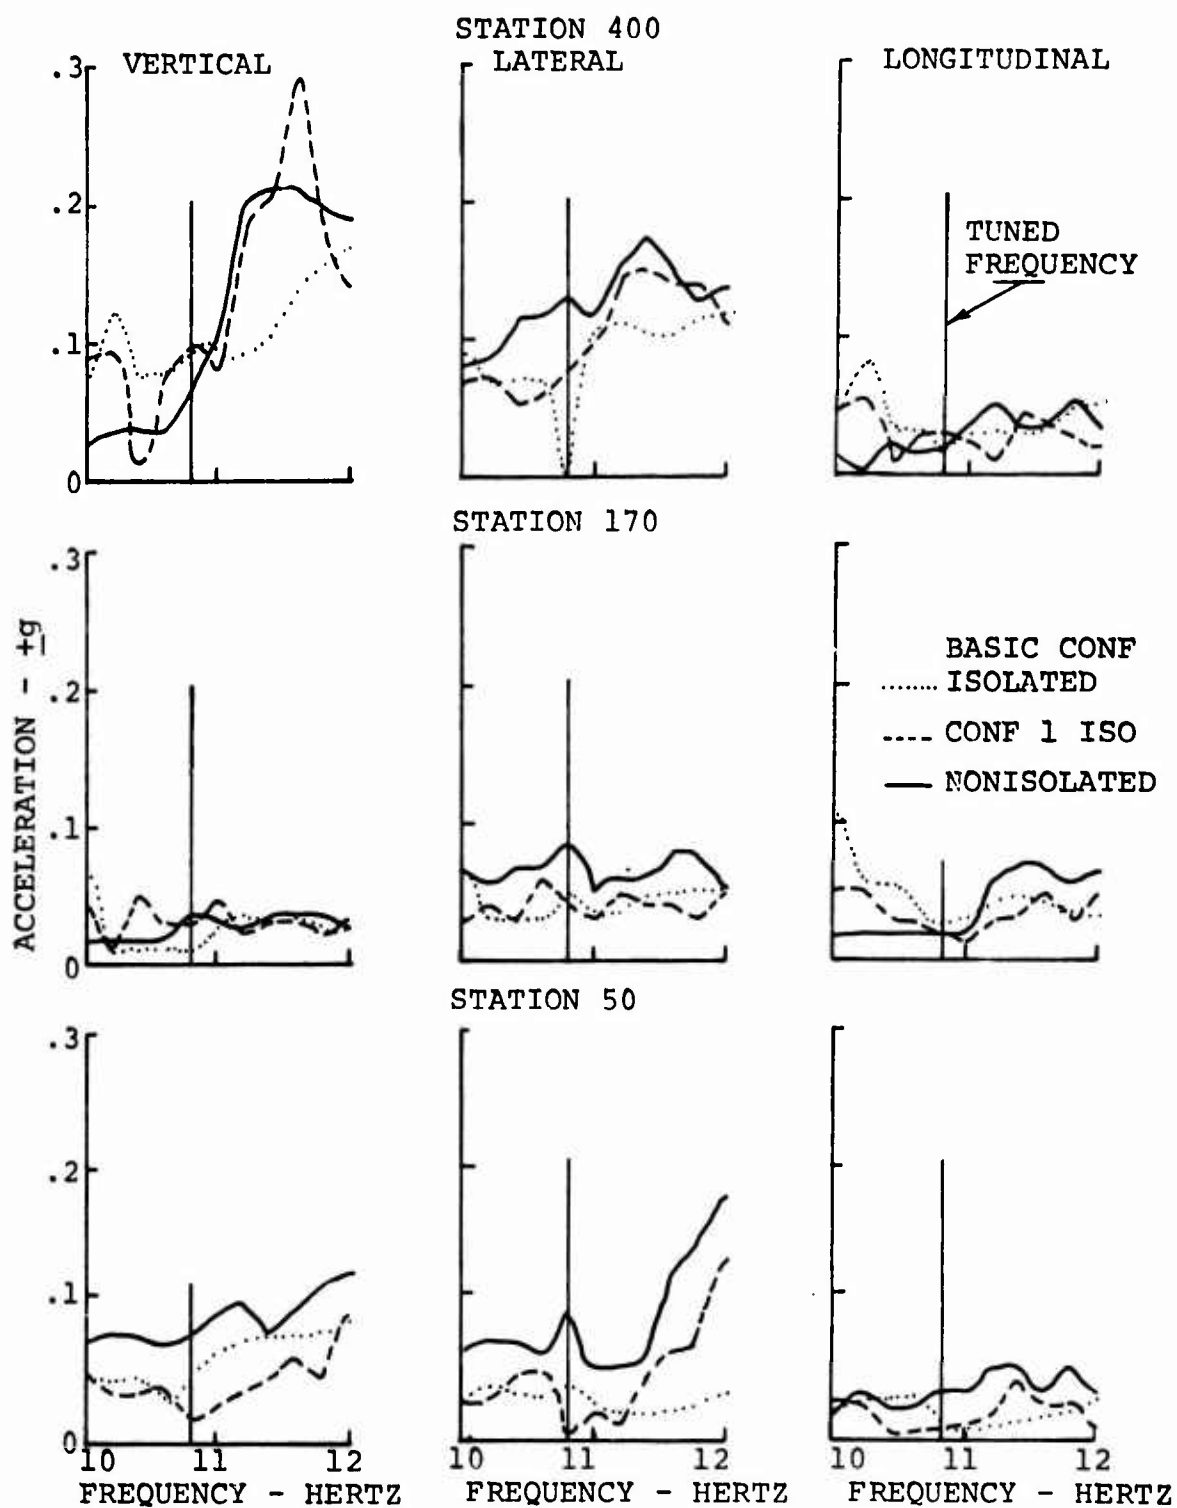 STATION 400
VERTICAL
LATERAL
LONGITUDINAL
.3
.2
.1
0
TUNED
FREQUENCY
STATION 170
.3
.2
.1
0
ACCELERATION - ±g
BASIC CONF
ISOLATED
CONF 1 ISO
NONISOLATED
STATION 50
.3
.2
.1
0
10 11 12
10 11 12
10 11 12
FREQUENCY - HERTZ
FREQUENCY - HERTZ
FREQUENCY - HERTZ